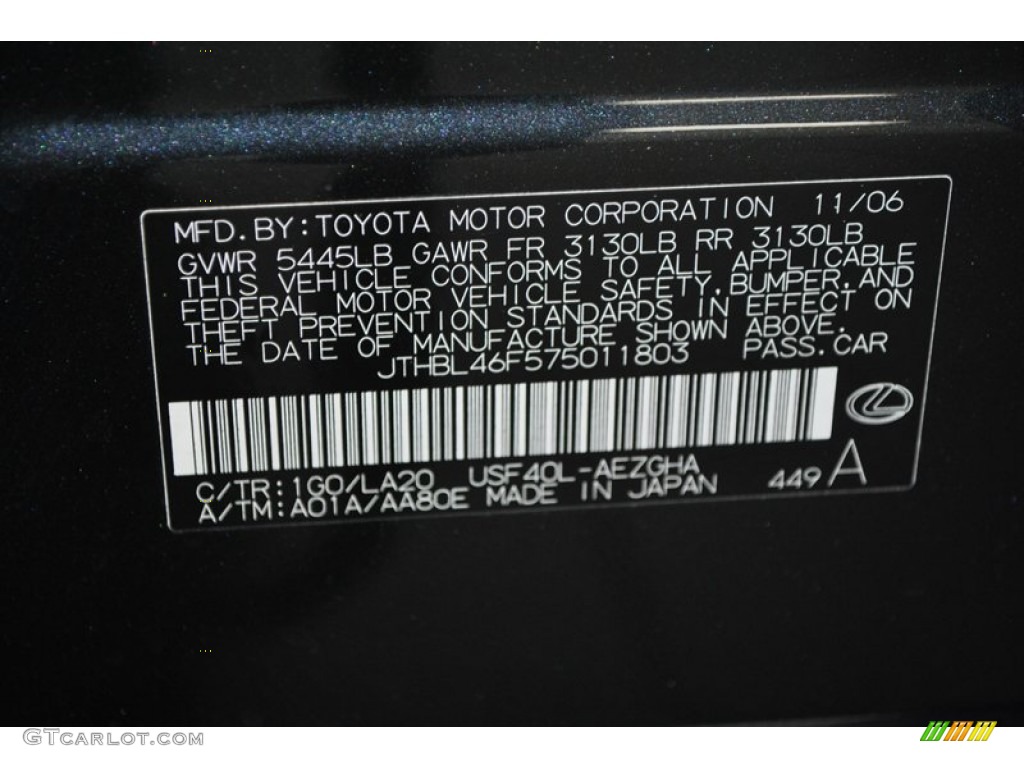 MFD.BY:TOYOTA MOTOR CORPORATION 11/06
GVWR 5445LB GAWR FR 3130LB RR 3130LB
THIS VEHICLE CONFORMS TO ALL APPLICABLE
FEDERAL MOTOR VEHICLE SAFETY,BUMPER,AND
THEFT PREVENTION STANDARDS IN EFFECT ON
THE DATE OF MANUFACTURE SHOWN ABOVE.
JTHBL46F575011803 PASS.CAR
C/TR:1G0/LA20 USF40L-AEZGHA
A/TM:A01A/AA80E MADE IN JAPAN 449 A
GTCARLOT.COM